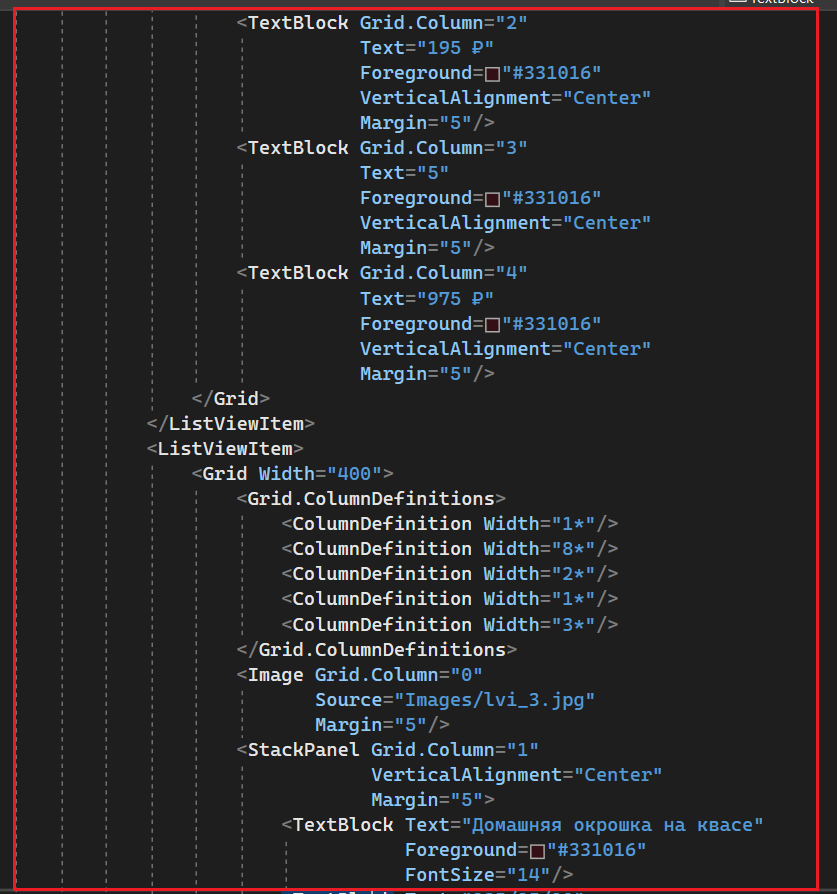 TextBlock
<TextBlock Grid.Column="2"
Text="195 ₽"
Foreground="#331016"
VerticalAlignment="Center"
Margin="5"/>
<TextBlock Grid.Column="3"
Text="5"
Foreground="#331016"
VerticalAlignment="Center"
Margin="5"/>
<TextBlock Grid.Column="4"
Text="975 ₽"
Foreground="#331016"
VerticalAlignment="Center"
Margin="5"/>
</Grid>
</ListViewItem>
<ListViewItem>
<Grid Width="400">
<Grid.ColumnDefinitions>
<ColumnDefinition Width="1*"/>
<ColumnDefinition Width="8*"/>
<ColumnDefinition Width="2*"/>
<ColumnDefinition Width="1*"/>
<ColumnDefinition Width="3*"/>
</Grid.ColumnDefinitions>
<Image Grid.Column="0"
Source="Images/lvi_3.jpg"
Margin="5"/>
<StackPanel Grid.Column="1"
VerticalAlignment="Center"
Margin="5">
<TextBlock Text="Домашняя окрошка на квасе"
Foreground="#331016"
FontSize="14"/>